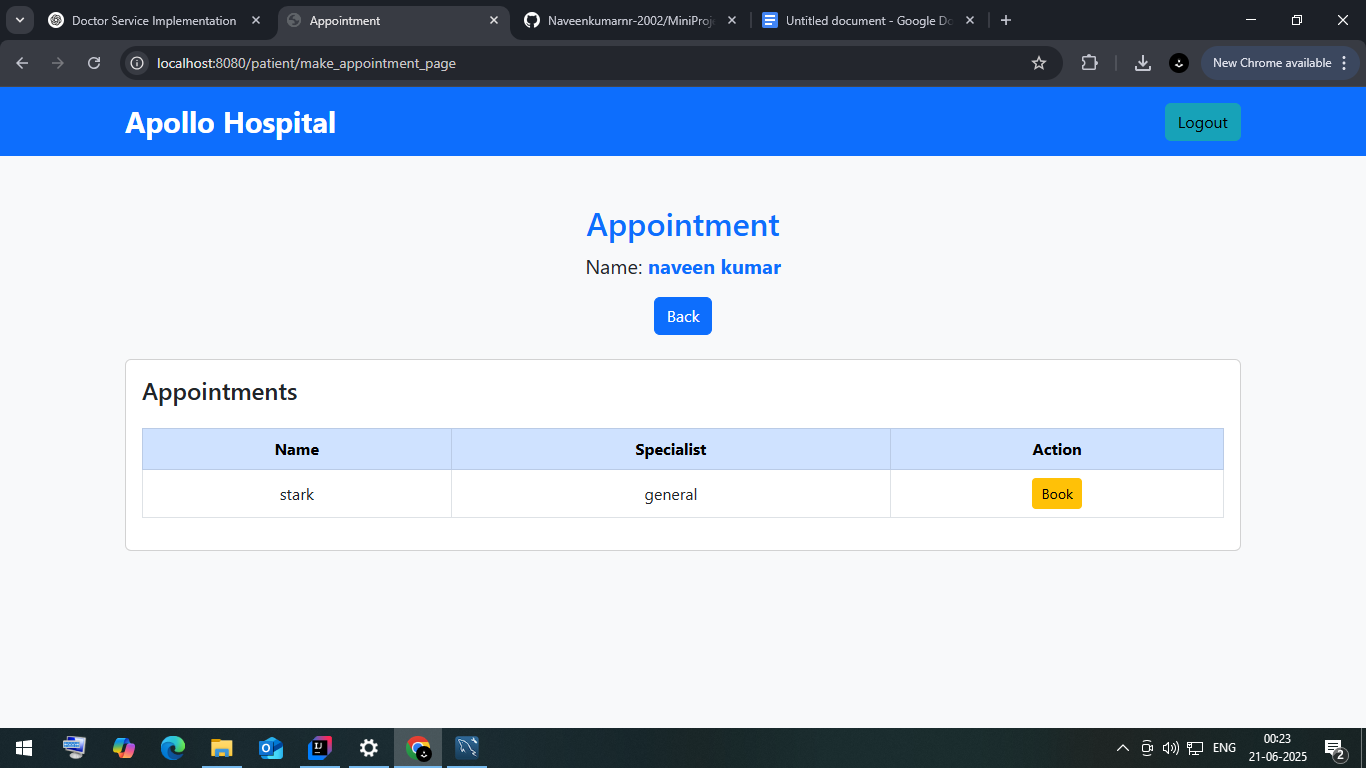 Doctor Service Implementation
Appointment
Naveenkumarnr-2002/MiniProj
Untitled document - Google Do
localhost:8080/patient/make_appointment_page
New Chrome available
Apollo Hospital
Logout
Appointment
Name: naveen kumar
Back
Appointments
Name Specialist Action
stark general Book
ENG
00:23
21-06-2025
2